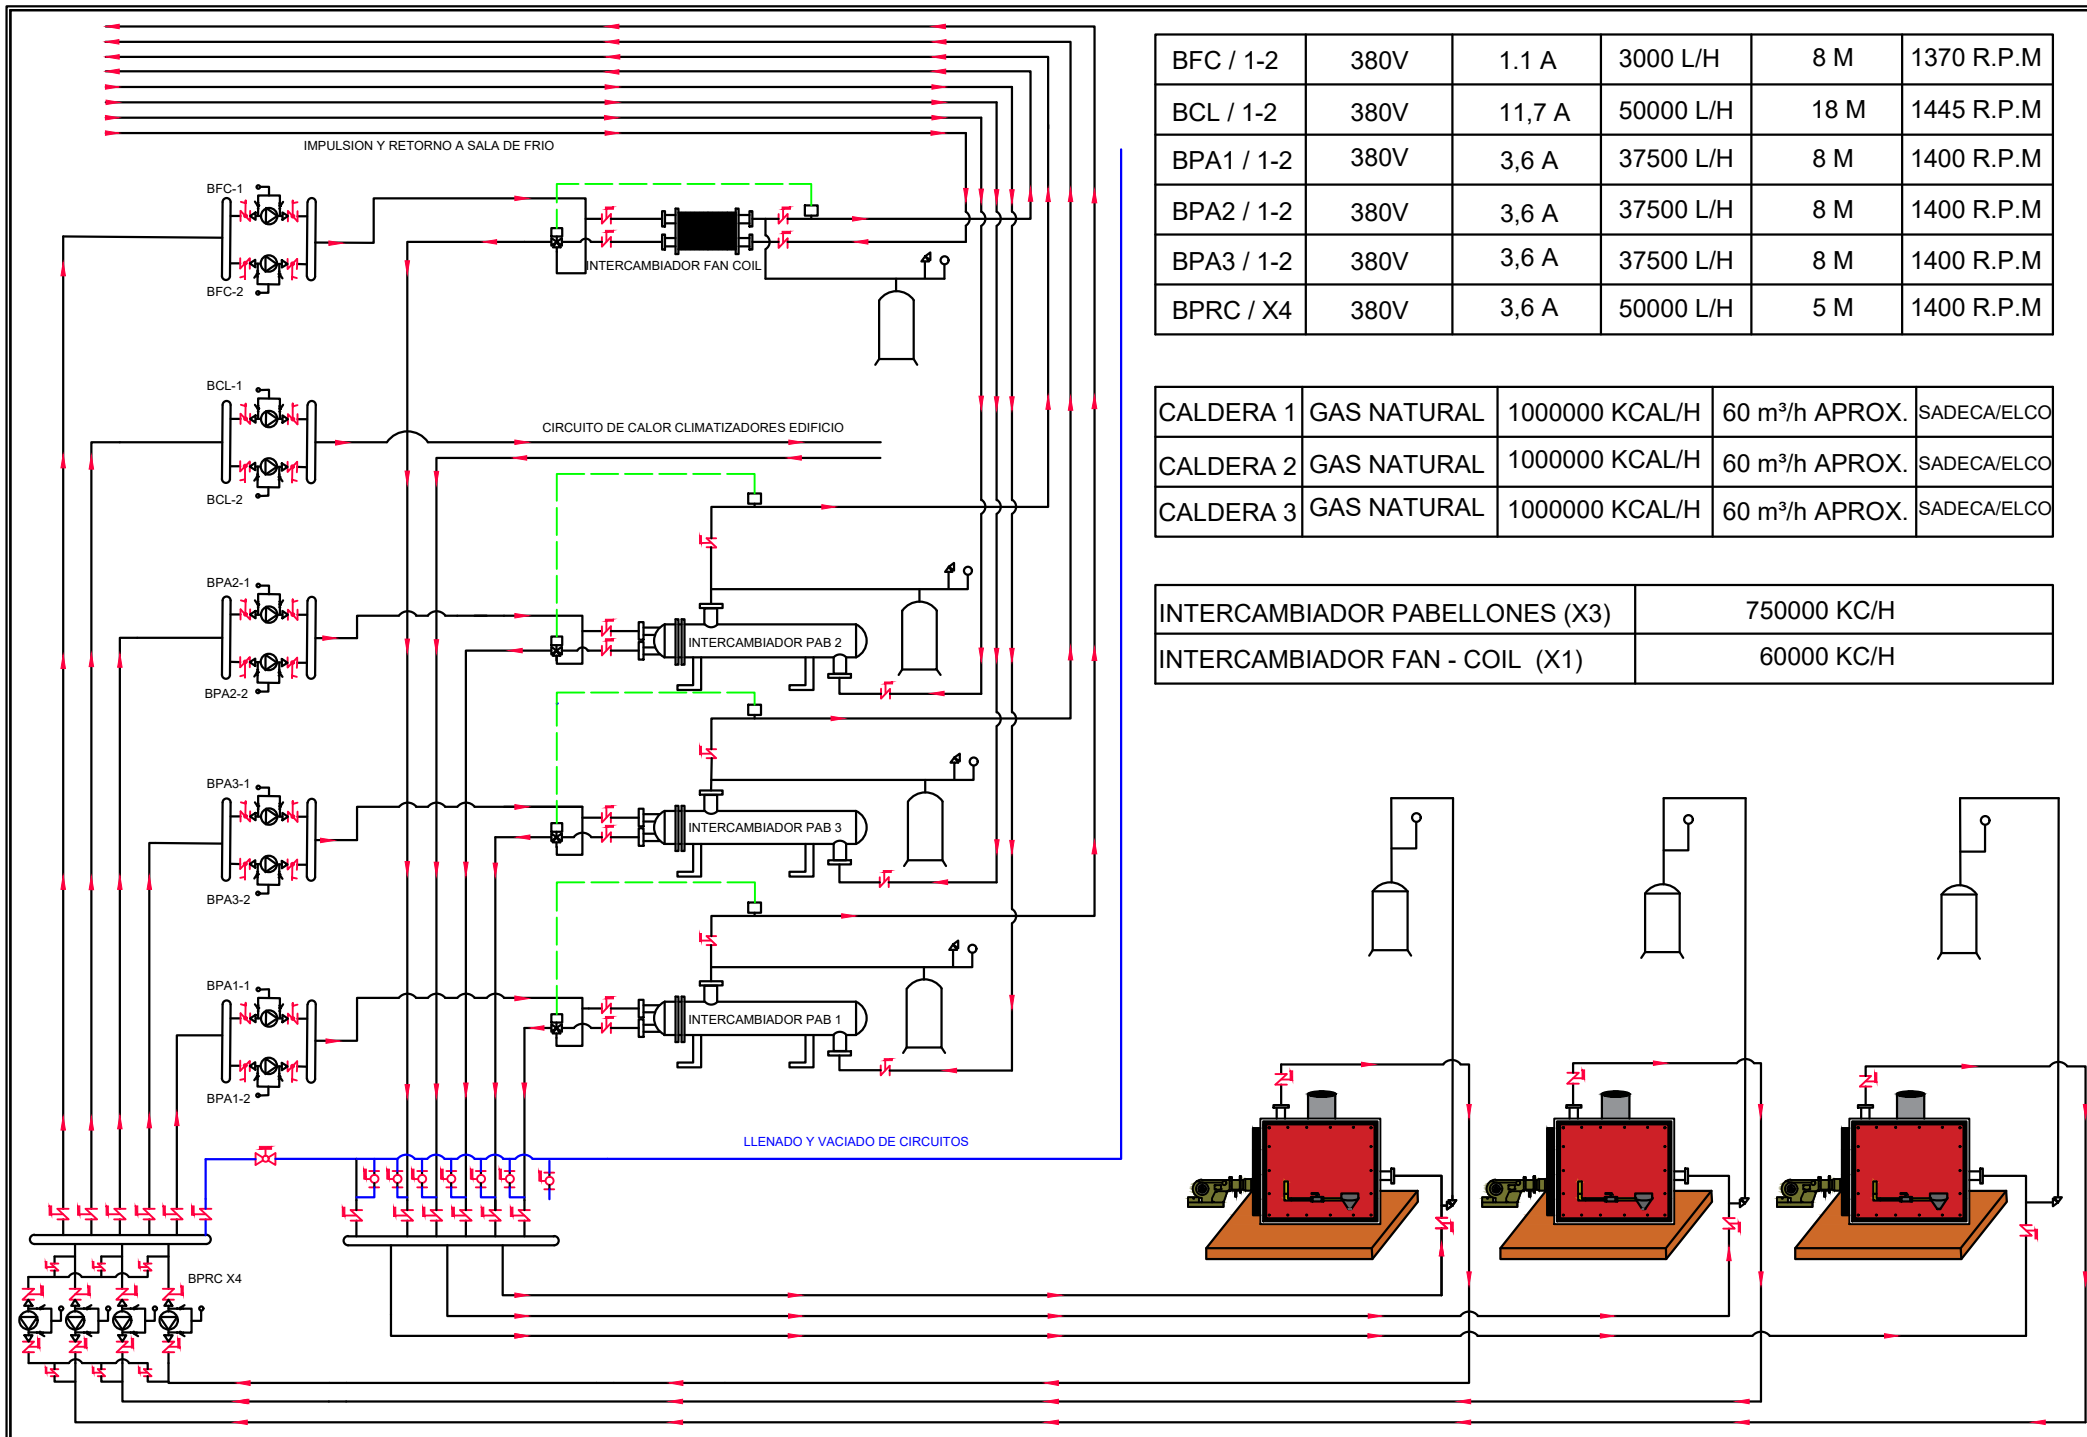 IMPULSION Y RETORNO A SALA DE FRIO
BFC-1
BFC-2
INTERCAMBIADOR FAN COIL
BCL-1
BCL-2
CIRCUITO DE CALOR CLIMATIZADORES EDIFICIO
BPA2-1
BPA2-2
INTERCAMBIADOR PAB 2
BPA3-1
BPA3-2
INTERCAMBIADOR PAB 3
BPA1-1
BPA1-2
INTERCAMBIADOR PAB 1
LLENADO Y VACIADO DE CIRCUITOS
BPRC X4
BFC / 1-2 380V 1.1 A 3000 L/H 8 M 1370 R.P.M
BCL / 1-2 380V 11,7 A 50000 L/H 18 M 1445 R.P.M
BPA1 / 1-2 380V 3,6 A 37500 L/H 8 M 1400 R.P.M
BPA2 / 1-2 380V 3,6 A 37500 L/H 8 M 1400 R.P.M
BPA3 / 1-2 380V 3,6 A 37500 L/H 8 M 1400 R.P.M
BPRC / X4 380V 3,6 A 50000 L/H 5 M 1400 R.P.M
CALDERA 1 GAS NATURAL 1000000 KCAL/H 60 m³/h APROX. SADECA/ELCO
CALDERA 2 GAS NATURAL 1000000 KCAL/H 60 m³/h APROX. SADECA/ELCO
CALDERA 3 GAS NATURAL 1000000 KCAL/H 60 m³/h APROX. SADECA/ELCO
INTERCAMBIADOR PABELLONES (X3) 750000 KC/H
INTERCAMBIADOR FAN - COIL (X1) 60000 KC/H